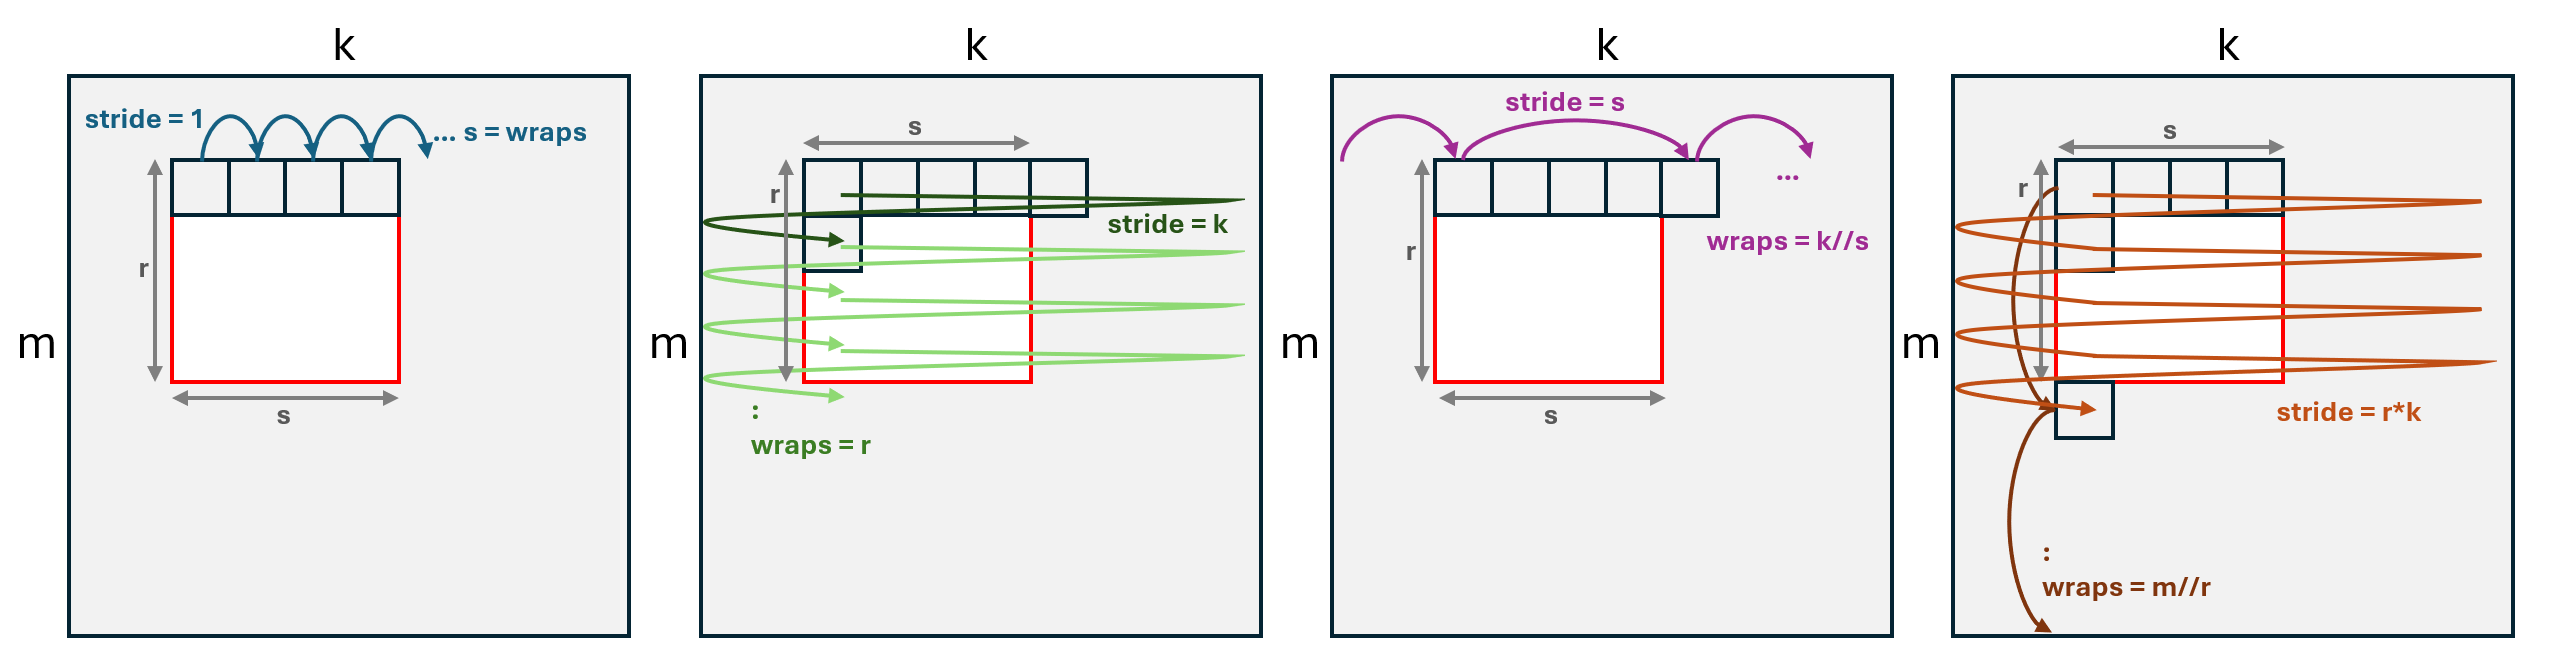 k
stride = 1
... s = wraps
r
m
s
k
s
r
stride = k
m
:
wraps = r
k
stride = s
...
wraps = k//s
r
m
s
k
s
r
m
stride = r*k
:
wraps = m//r